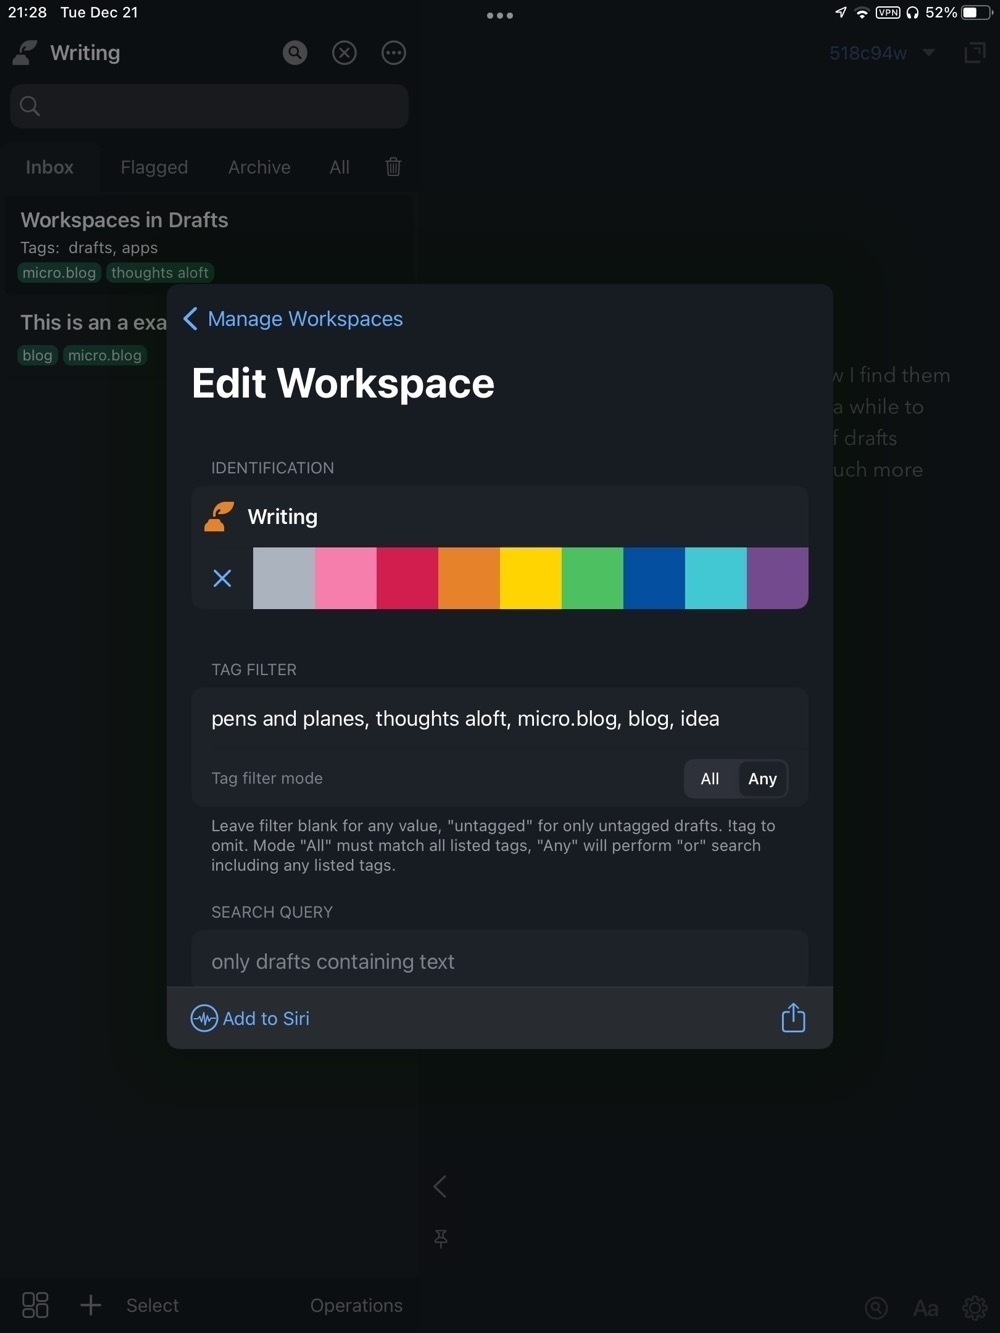 21:28 Tue Dec 21
VPN 52%
Writing
518c94w
Inbox Flagged Archive All
Workspaces in Drafts
Tags: drafts, apps
micro.blog thoughts aloft
This is an a exa
blog micro.blog
Manage Workspaces
Edit Workspace
w I find them
a while to
f drafts
uch more
IDENTIFICATION
Writing
TAG FILTER
pens and planes, thoughts aloft, micro.blog, blog, idea
Tag filter mode All Any
Leave filter blank for any value, "untagged" for only untagged drafts. !tag to
omit. Mode "All" must match all listed tags, "Any" will perform "or" search
including any listed tags.
SEARCH QUERY
only drafts containing text
Add to Siri
Select Operations
Aa